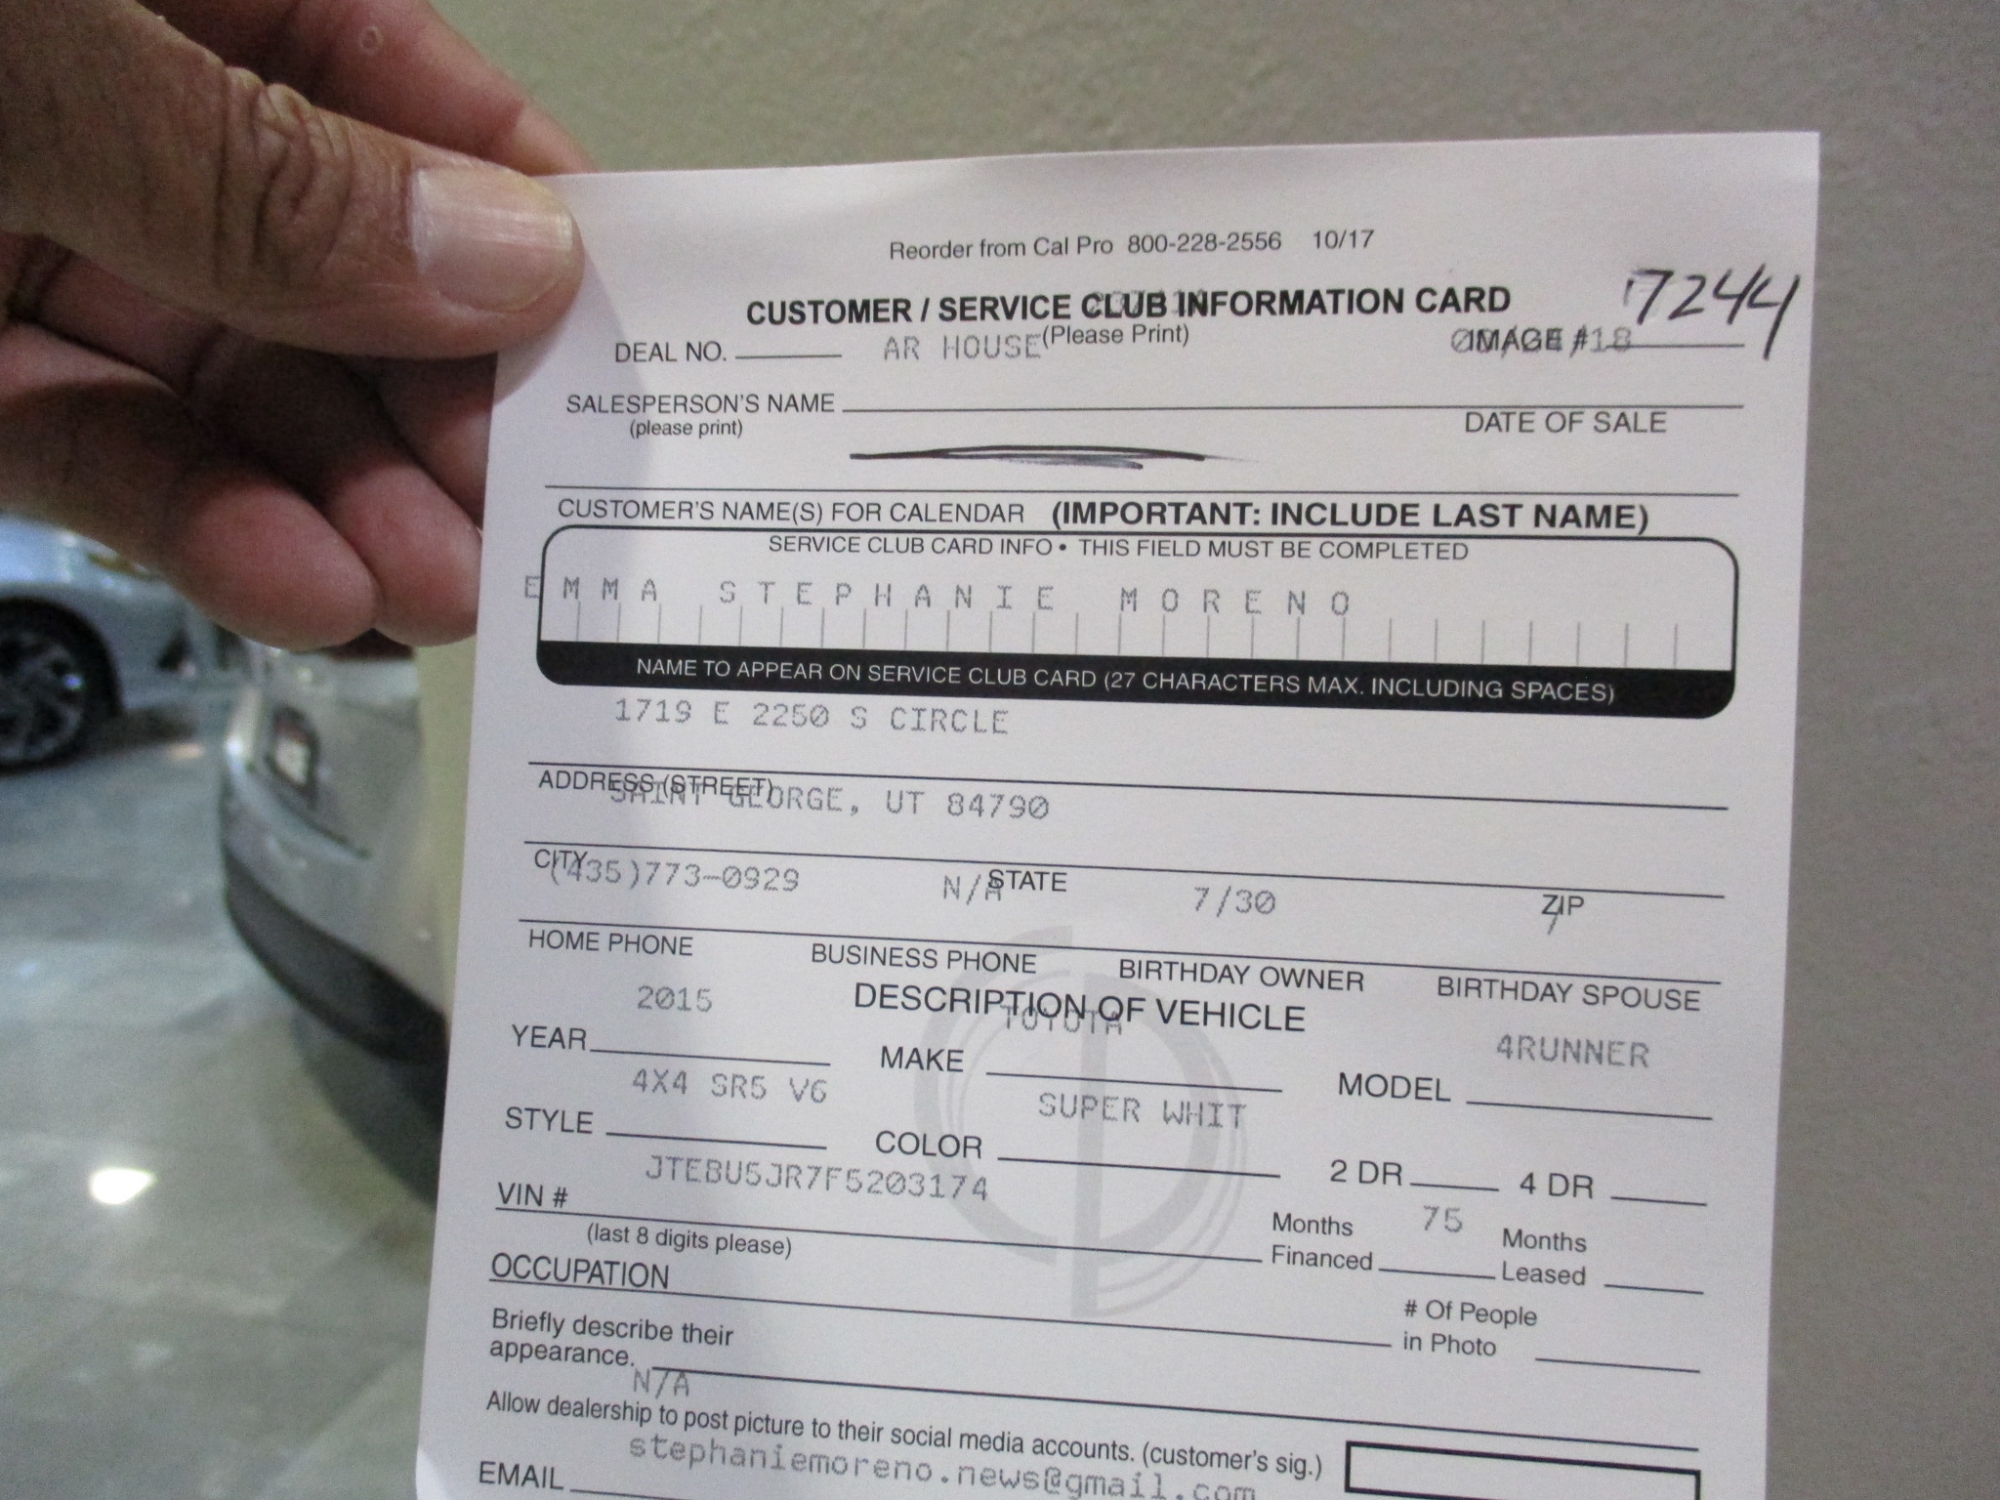 Reorder from Cal Pro 800-228-2556 10/17
CUSTOMER / SERVICE CLUB INFORMATION CARD
7244
DEAL NO. AR HOUSE (Please Print) IMAGE #
SALESPERSON'S NAME
(please print) DATE OF SALE
CUSTOMER'S NAME(S) FOR CALENDAR (IMPORTANT: INCLUDE LAST NAME)
SERVICE CLUB CARD INFO • THIS FIELD MUST BE COMPLETED
EMMA STEPHANIE MORENO
NAME TO APPEAR ON SERVICE CLUB CARD (27 CHARACTERS MAX. INCLUDING SPACES)
1719 E 2250 S CIRCLE
ADDRESS (STREET)
SAINT GEORGE, UT 84790
CITY STATE ZIP
(435)773-0929 N/A 7/30 /
HOME PHONE BUSINESS PHONE BIRTHDAY OWNER BIRTHDAY SPOUSE
DESCRIPTION OF VEHICLE
2015 TOYOTA 4RUNNER
YEAR MAKE MODEL
4X4 SR5 V6 SUPER WHIT
STYLE COLOR 2 DR 4 DR
JTEBU5JR7F5203174
VIN #
(last 8 digits please) Months Financed 75 Months Leased
OCCUPATION
# Of People in Photo
Briefly describe their
appearance.
N/A
Allow dealership to post picture to their social media accounts. (customer's sig.)
stephaniemoreno.news@gmail.com
EMAIL